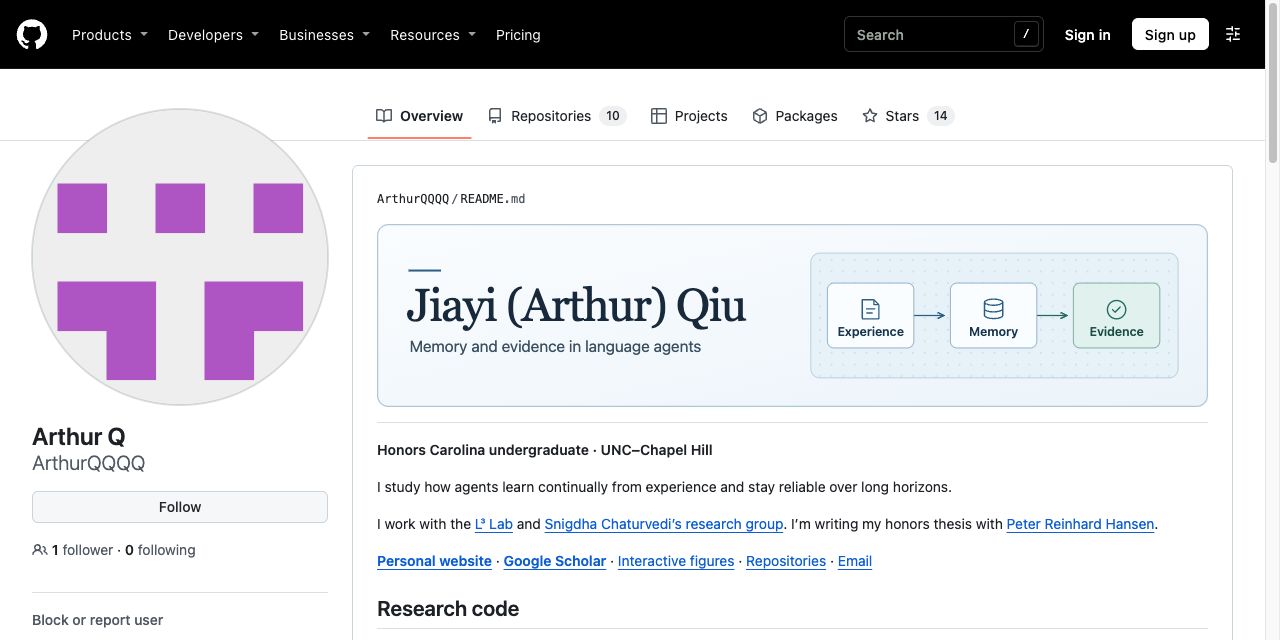 Products Developers Businesses Resources Pricing Search / Sign in Sign up
Overview Repositories 10 Projects Packages Stars 14
Arthur Q
ArthurQQQQ
Follow
1 follower · 0 following
Block or report user
ArthurQQQQ/README.md
Jiayi (Arthur) Qiu
Memory and evidence in language agents
Experience Memory Evidence
Honors Carolina undergraduate · UNC–Chapel Hill
I study how agents learn continually from experience and stay reliable over long horizons.
I work with the L³ Lab and Snigdha Chaturvedi’s research group. I’m writing my honors thesis with Peter Reinhard Hansen.
Personal website · Google Scholar · Interactive figures · Repositories · Email
Research code